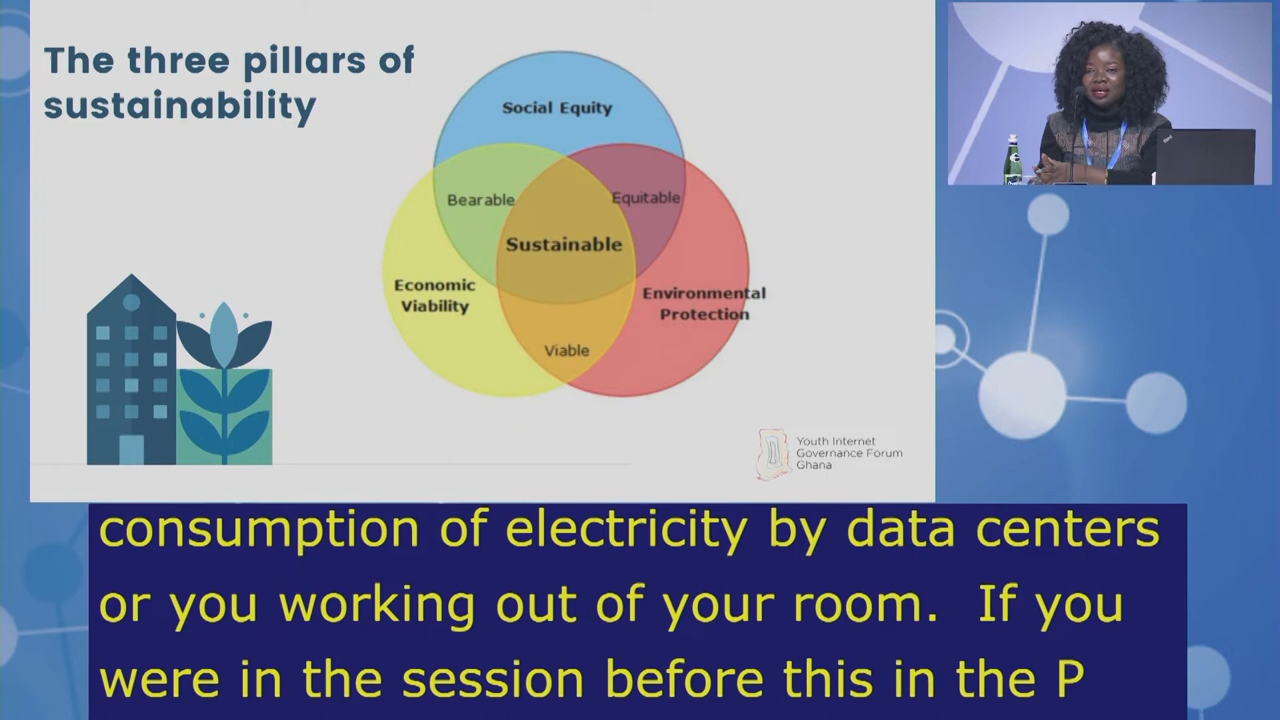 The three pillars of
sustainability
Social Equity
Bearable
Equitable
Sustainable
Economic
Viability
Environmental
Protection
Viable
Youth Internet
Governance Forum
Ghana
consumption of electricity by data centers
or you working out of your room. If you
were in the session before this in the P